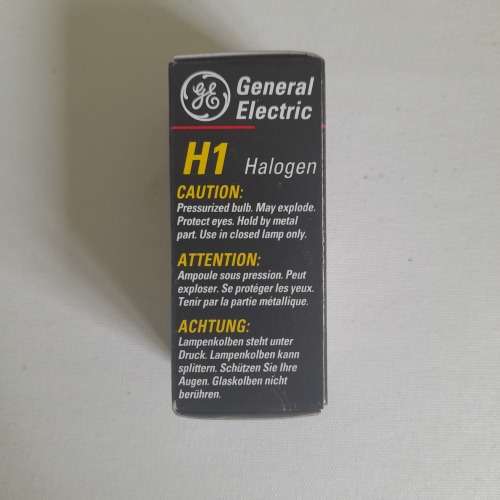 GE
General
Electric
H1 Halogen
CAUTION:
Pressurized bulb. May explode.
Protect eyes. Hold by metal
part. Use in closed lamp only.
ATTENTION:
Ampoule sous pression. Peut
exploser. Se protéger les yeux.
Tenir par la partie métallique.
ACHTUNG:
Lampenkolben steht unter
Druck. Lampenkolben kann
splittern. Schützen Sie Ihre
Augen. Glaskolben nicht
berühren.